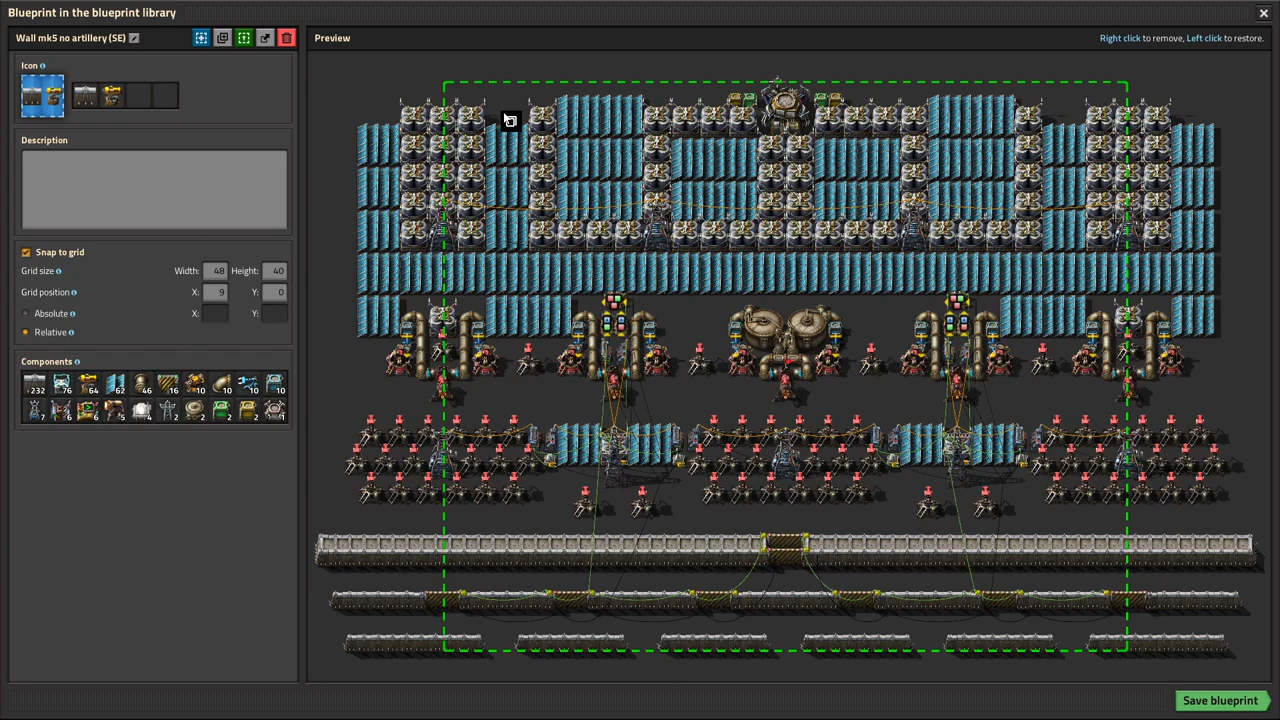 Blueprint in the blueprint library
Wall mk5 no artillery (SE)
Preview
Right click to remove, Left click to restore.
Icon
Description
Snap to grid
Grid size
Width: 48 Height: 40
Grid position
X: 9 Y: 0
Absolute
X: Y:
Relative
Components
232 76 64 62 46 16 10 10 10 10
7 6 6 5 4 2 2 2 2 1
Save blueprint